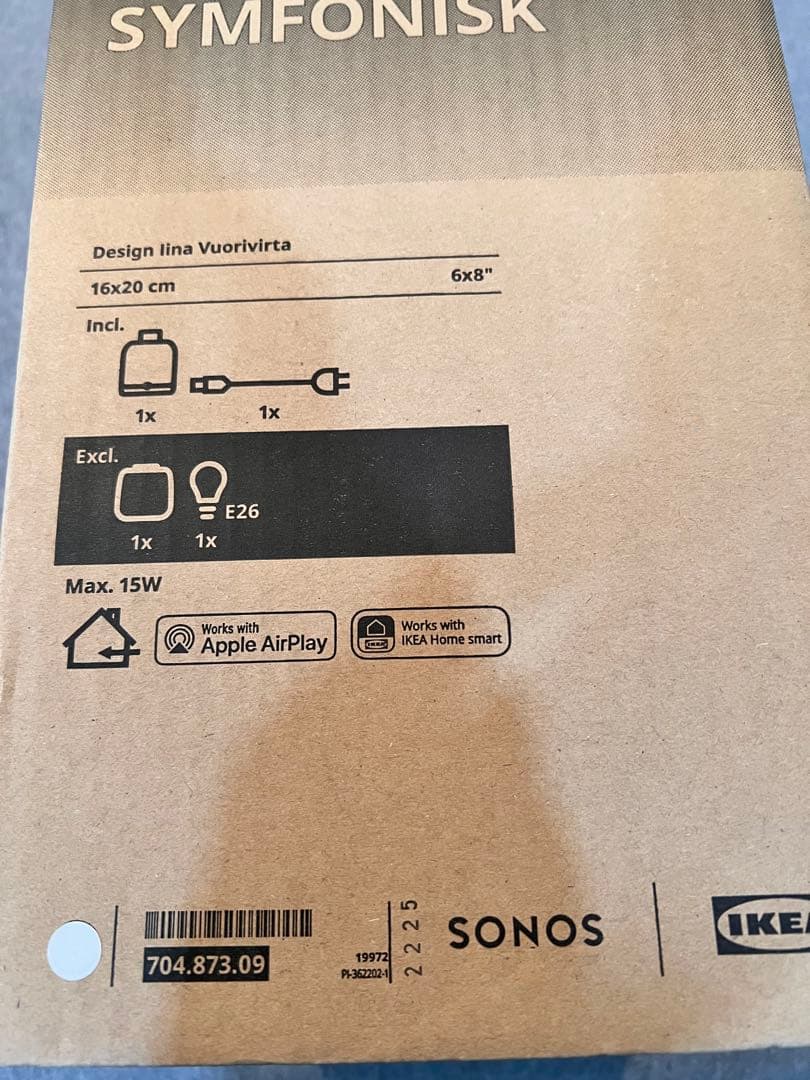 SYMFONISK
Design Iina Vuorivirta
16x20 cm 6x8"
Incl.
1x 1x
Excl.
E26
1x 1x
Max. 15W
Works with
Apple AirPlay
Works with
IKEA Home smart
IKEA
704.873.09
19972
PI-362202-1
2225
SONOS
IKEA